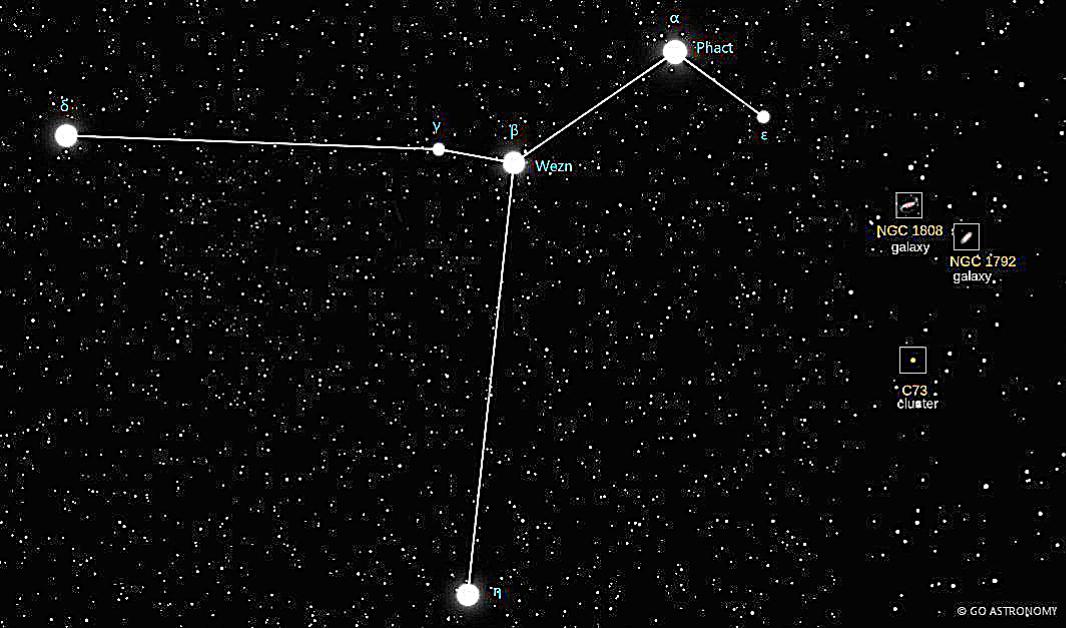 α
Phact
δ
γ
β
ε
Wezn
NGC 1808
galaxy
NGC 1792
galaxy
C73
cluster
η
© GO ASTRONOMY